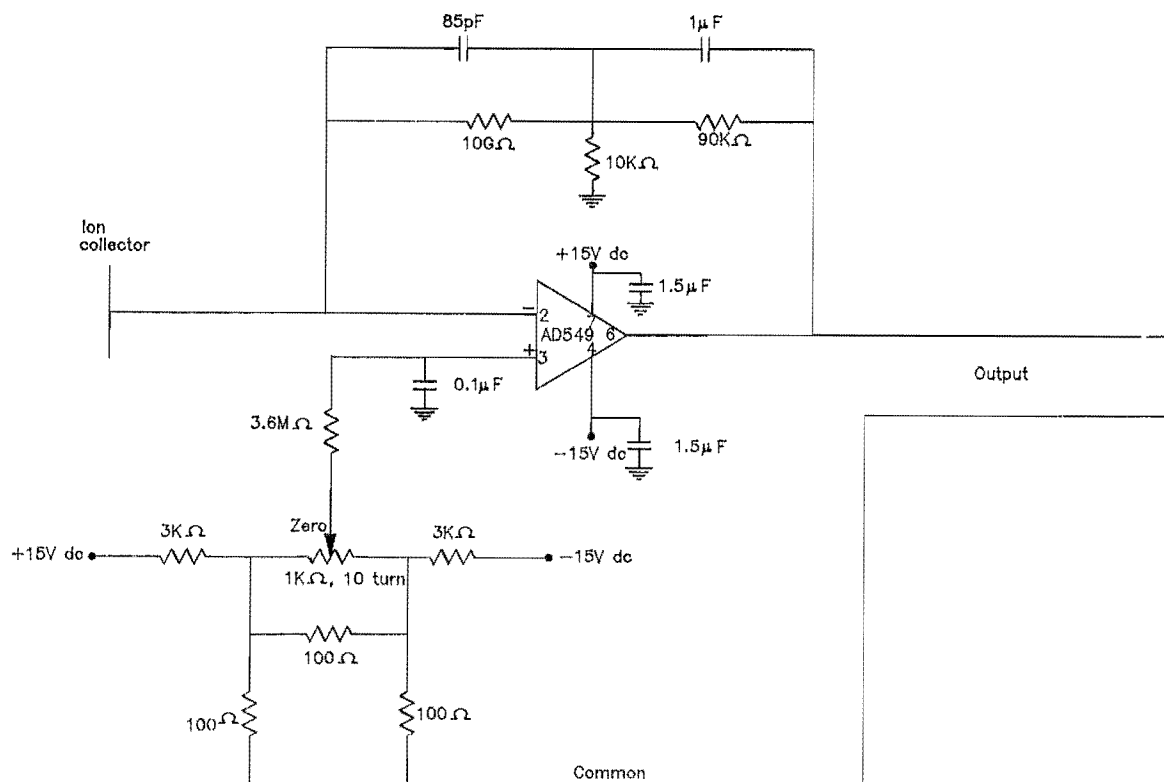 85pF
1μF
10GΩ
90KΩ
10KΩ
Ion
collector
+15V dc
1.5μF
−
2
7
AD549
6
+
3
4
0.1μF
Output
3.6MΩ
−15V dc
1.5μF
3KΩ
Zero
3KΩ
+15V dc
−15V dc
1KΩ, 10 turn
100Ω
100Ω
100Ω
Common